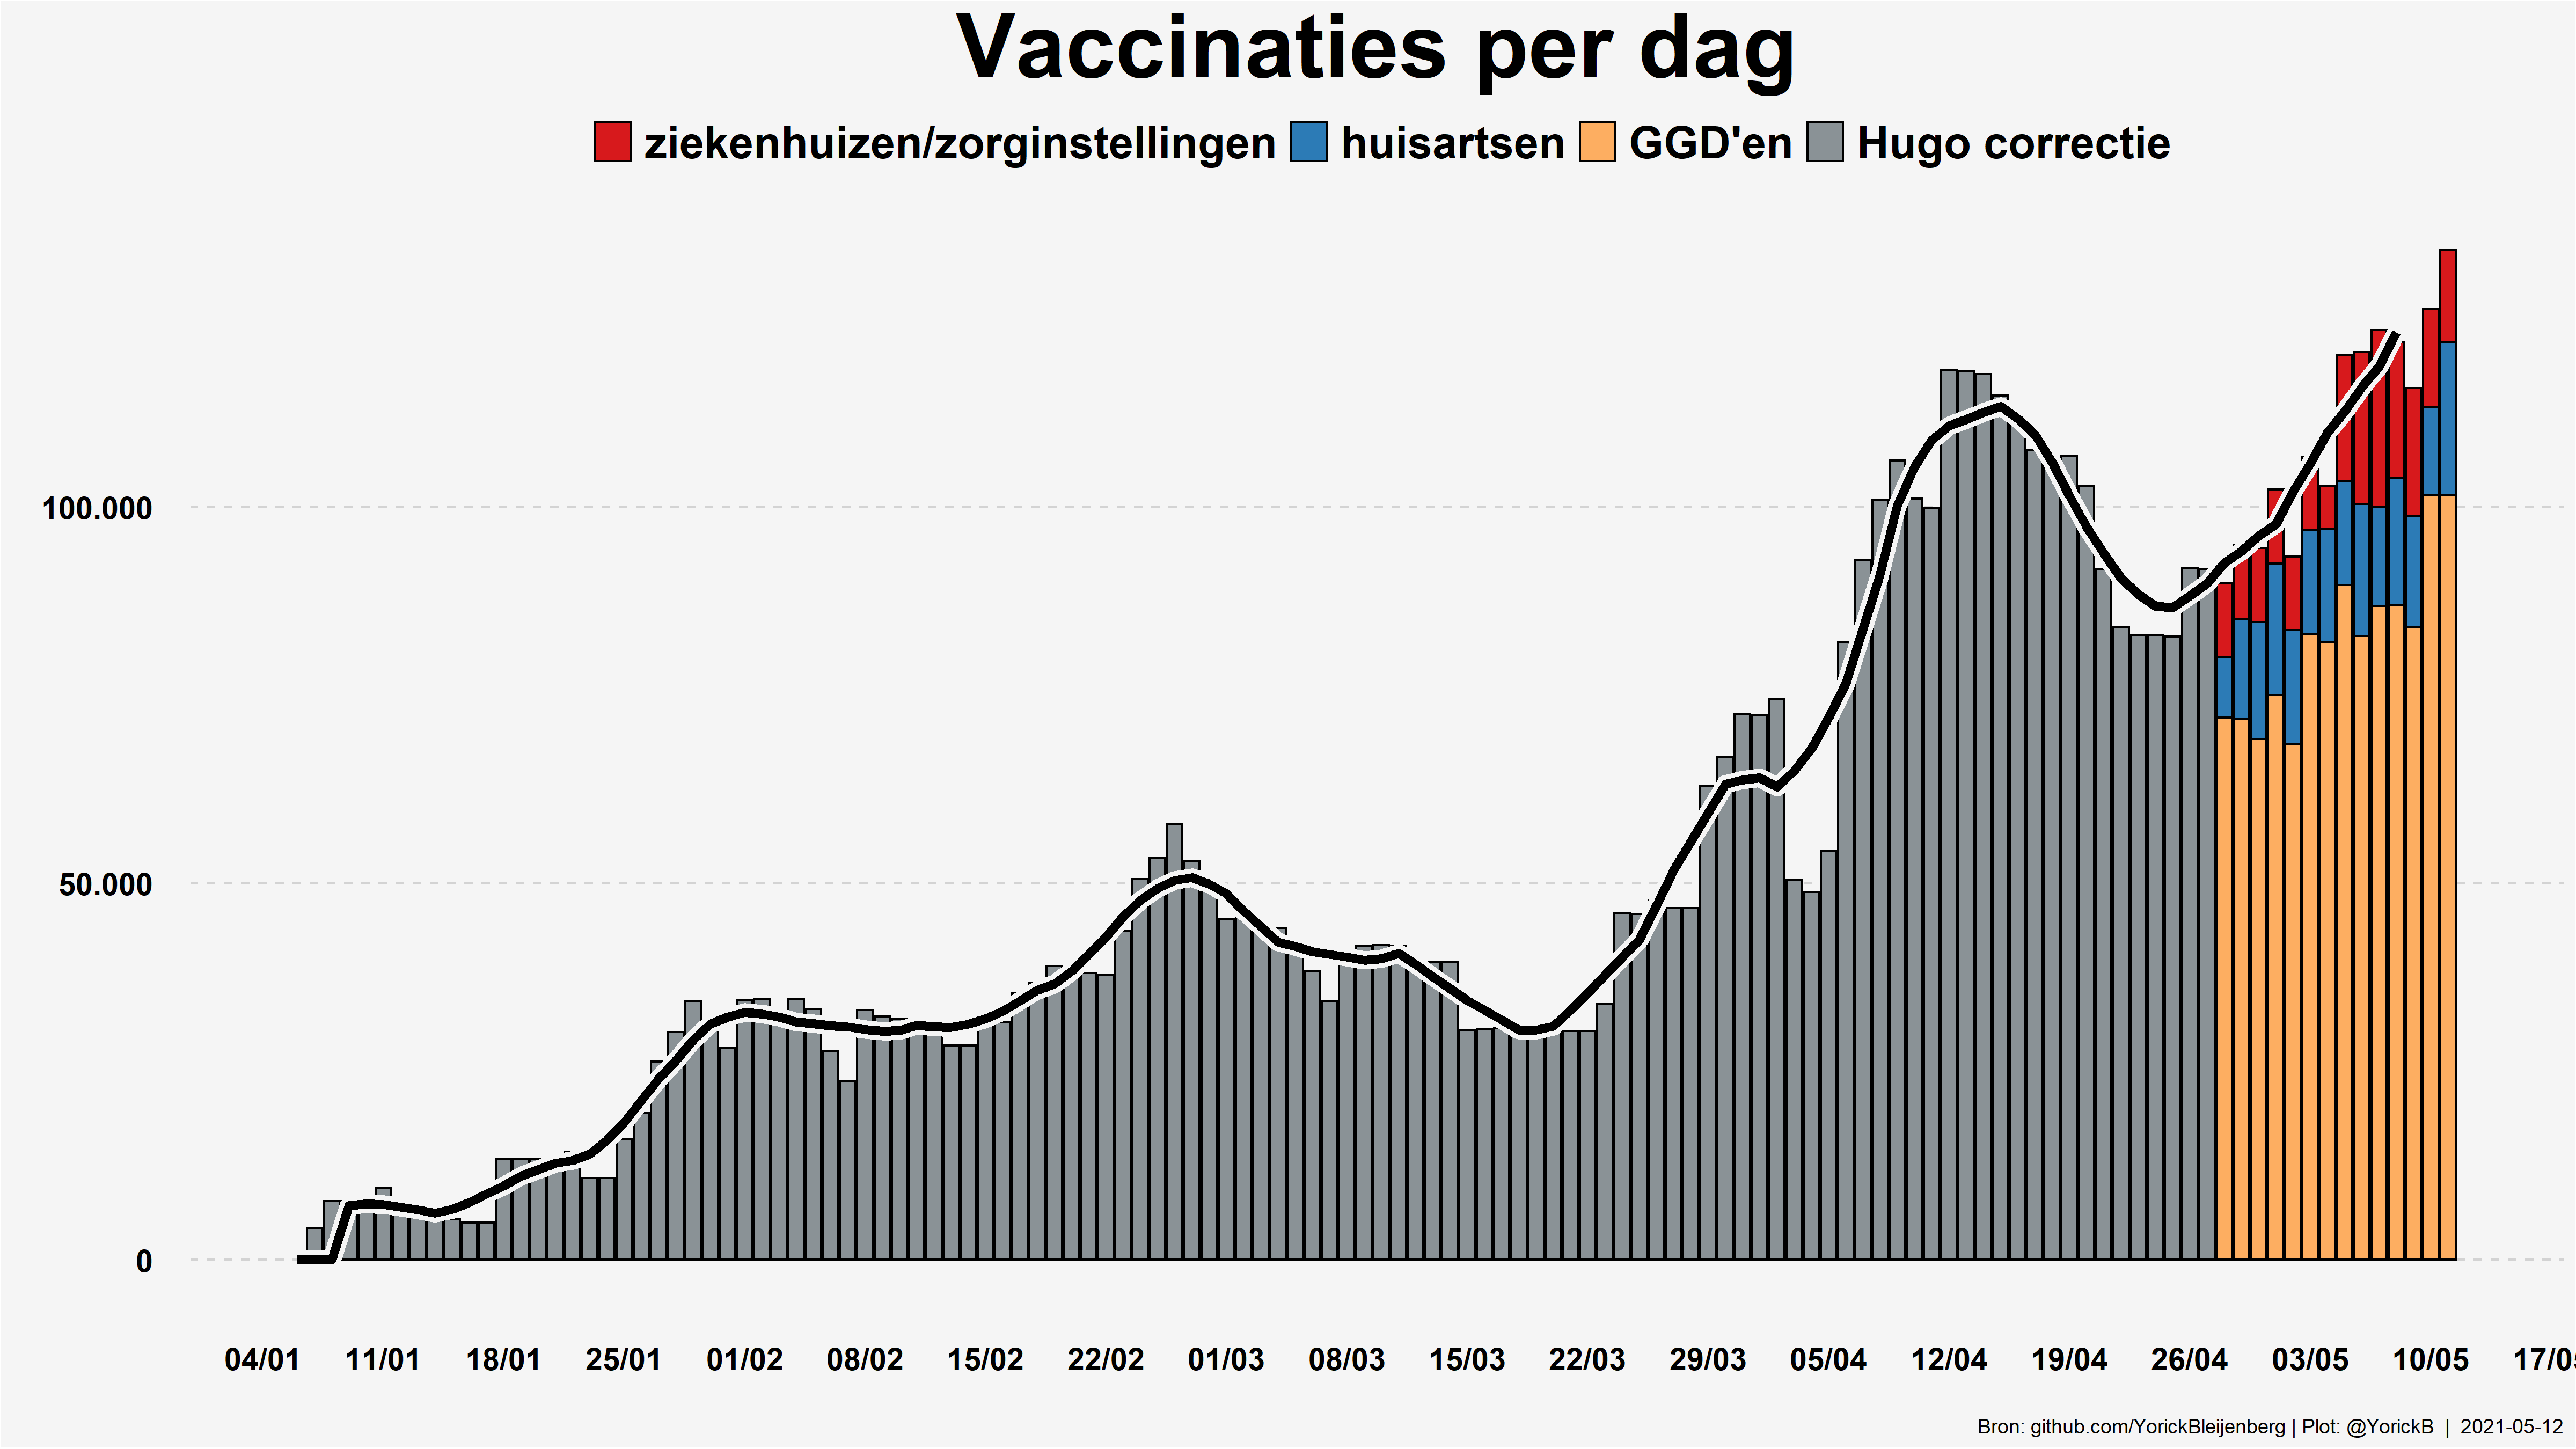 Vaccinaties per dag
ziekenhuizen/zorginstellingen huisartsen GGD'en Hugo correctie
100.000
50.000
0
04/01 11/01 18/01 25/01 01/02 08/02 15/02 22/02 01/03 08/03 15/03 22/03 29/03 05/04 12/04 19/04 26/04 03/05 10/05 17/05
Bron: github.com/YorickBleijenberg | Plot: @YorickB | 2021-05-12